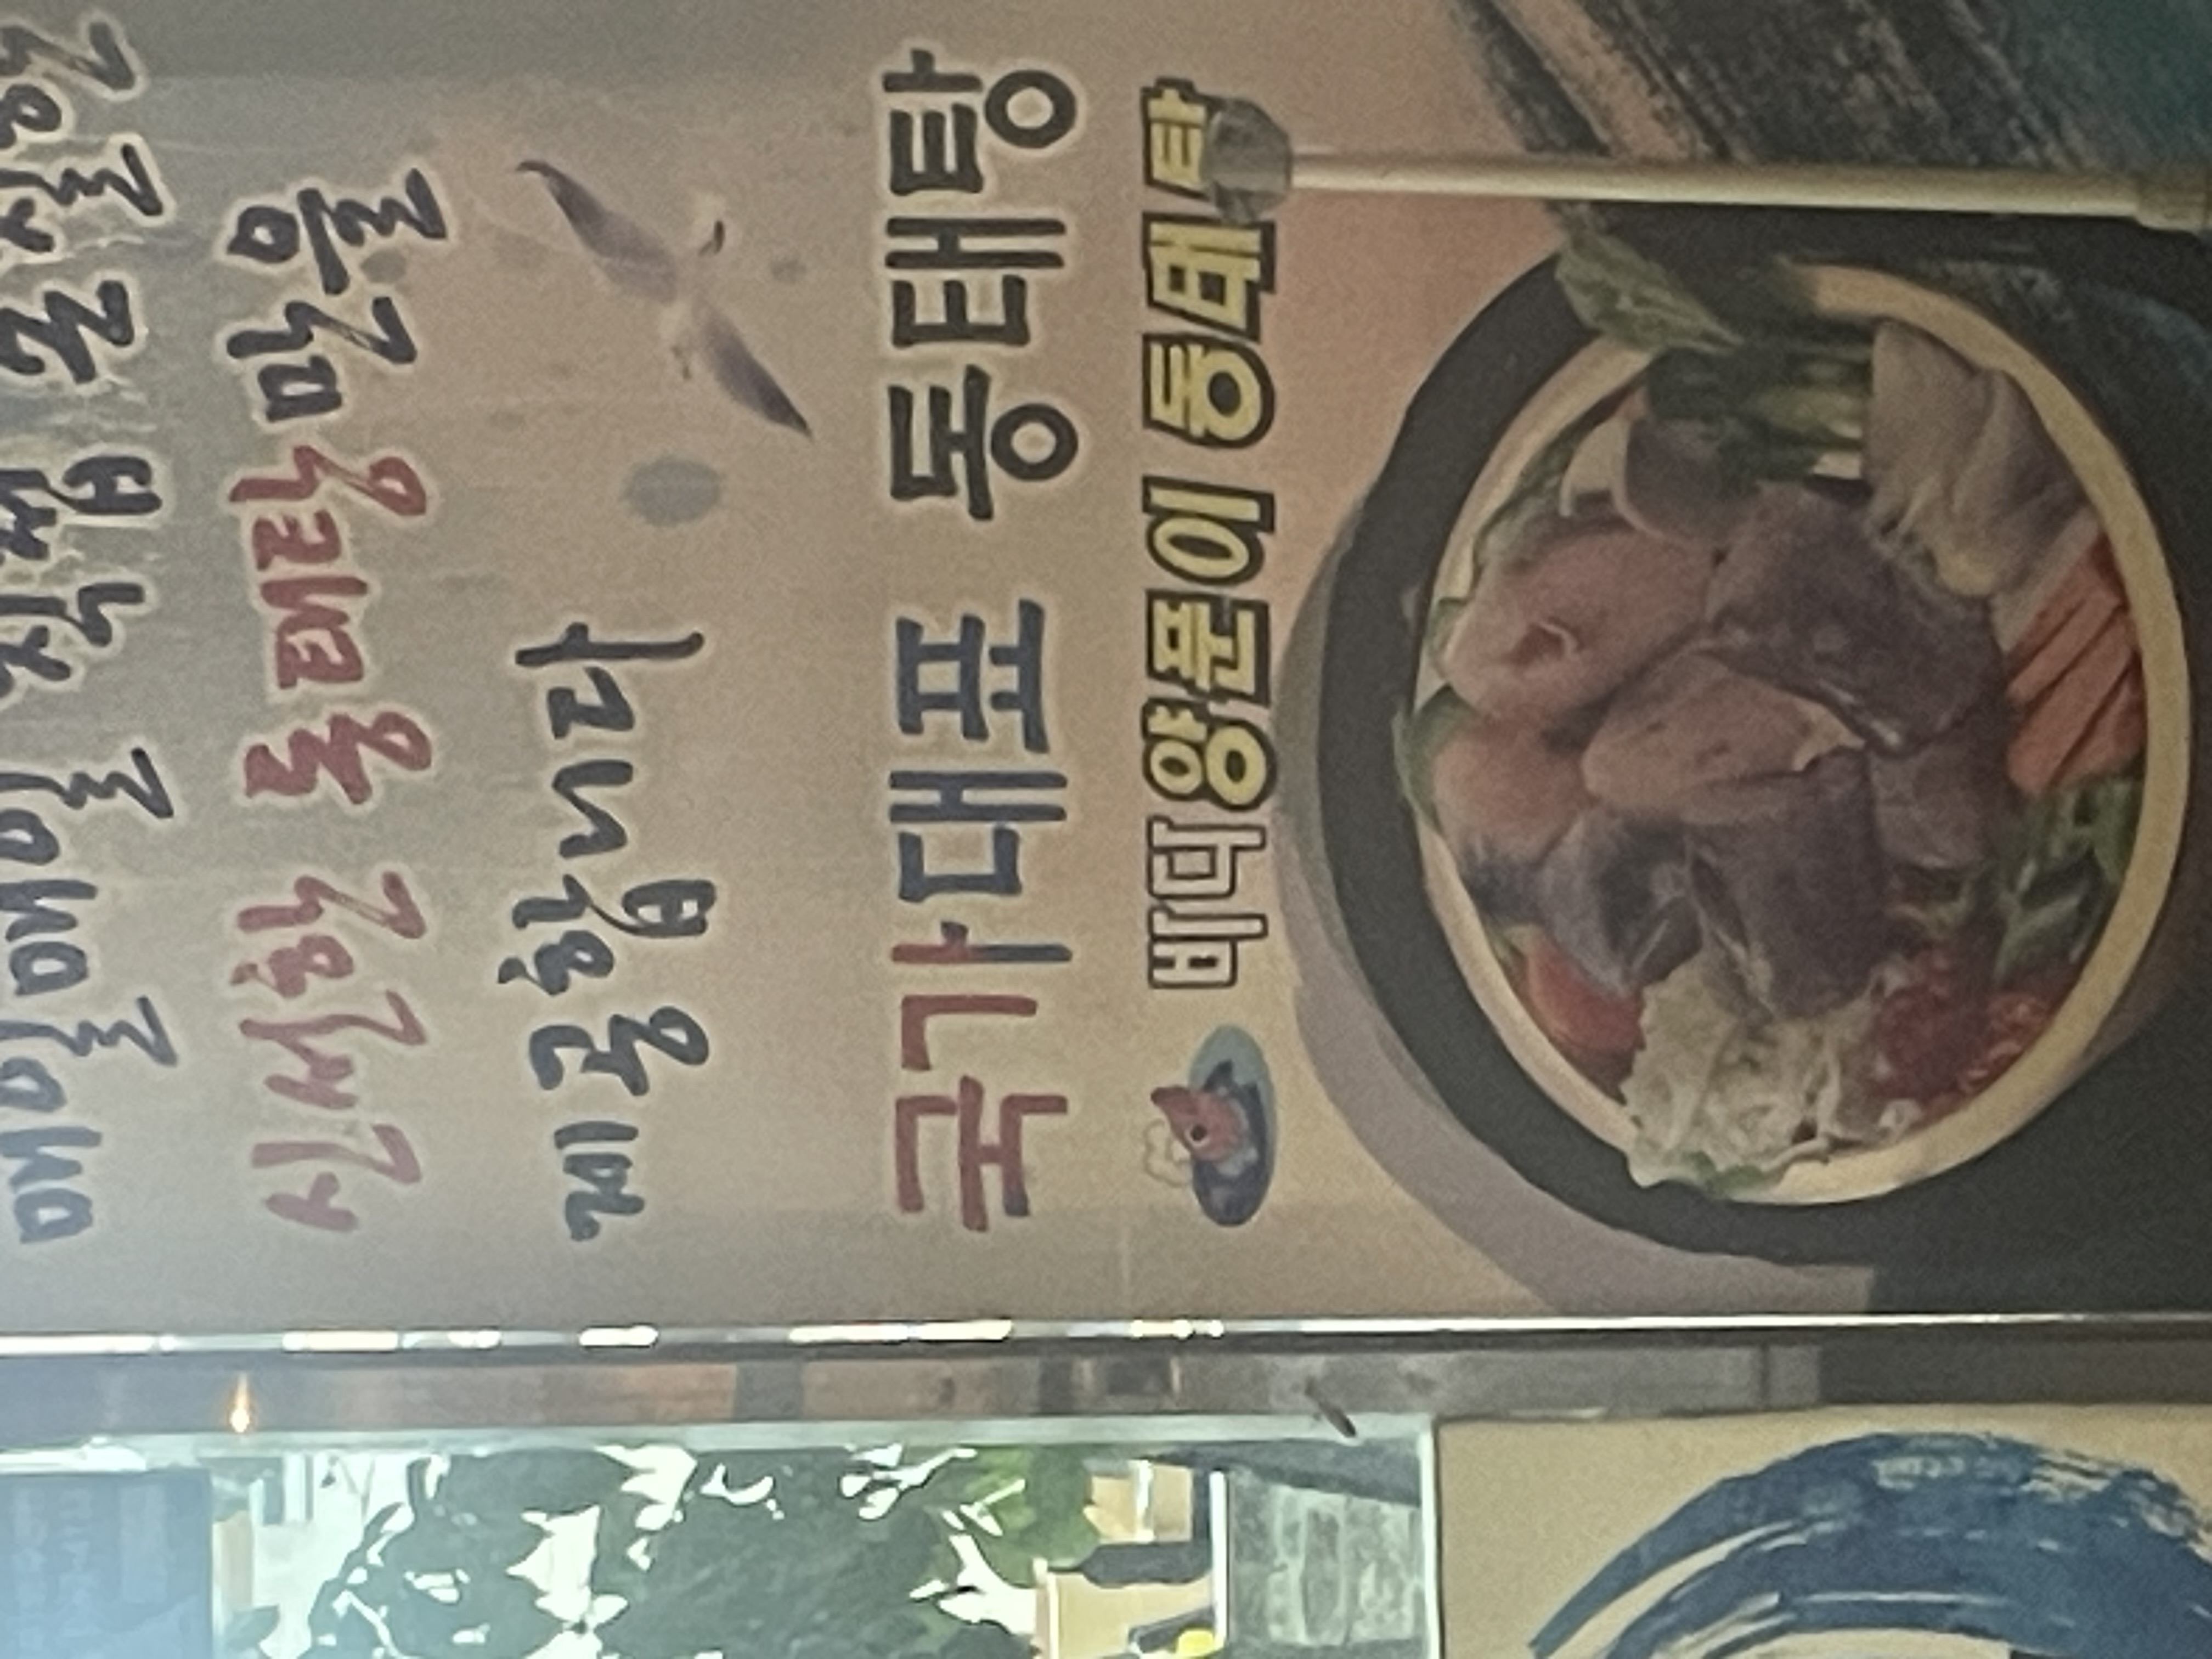 매일매일 직접 손질한
신선한 동태탕만을
제공합니다
국가대표 동태탕
바다양푼이 동태탕